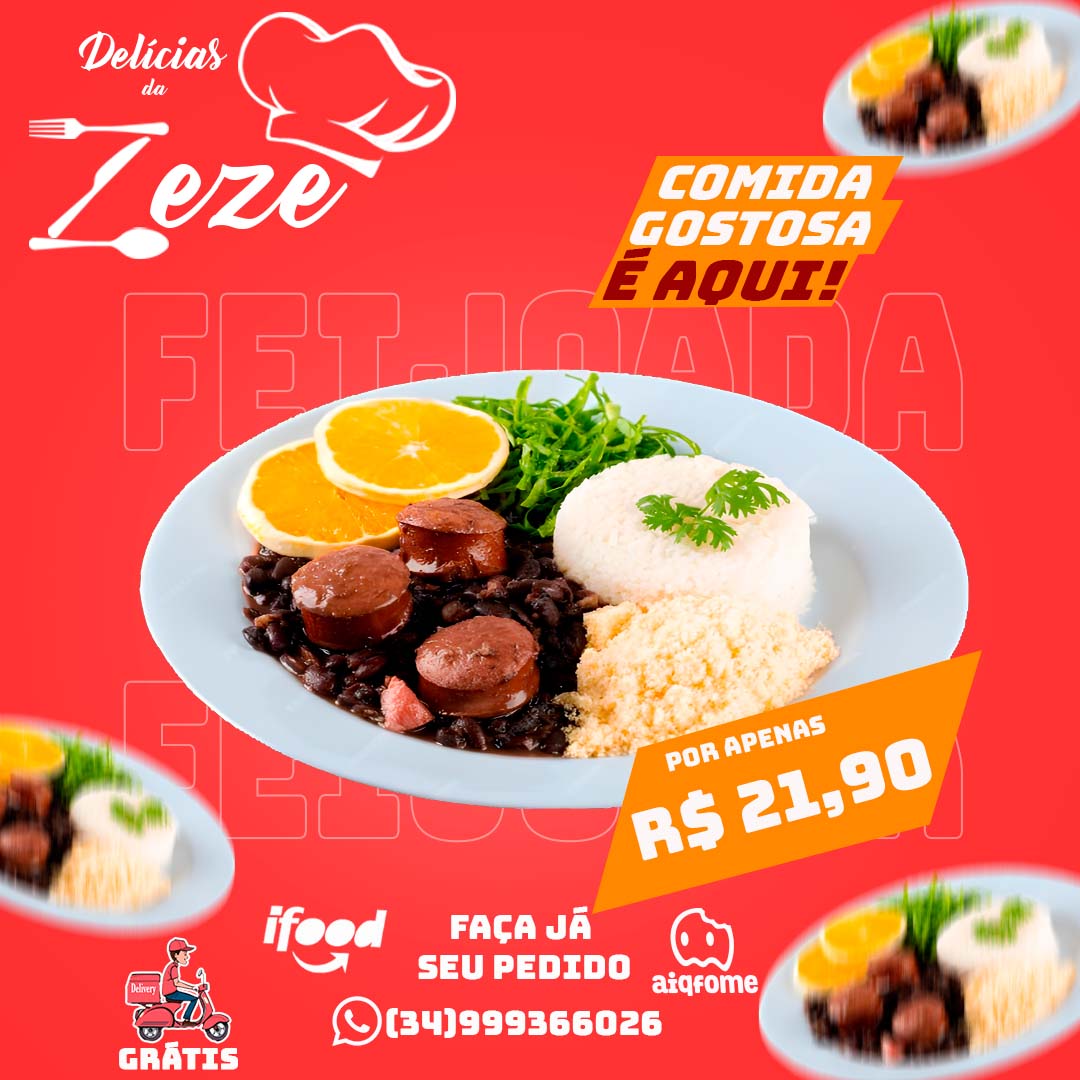 Delícias
da
Zeze
COMIDA
GOSTOSA
É AQUI!
FEIJOADA
FEIJOADA
POR APENAS
R$ 21,90
ifood
FAÇA JÁ
SEU PEDIDO
aiqfome
Delivery
GRÁTIS
(34)999366026